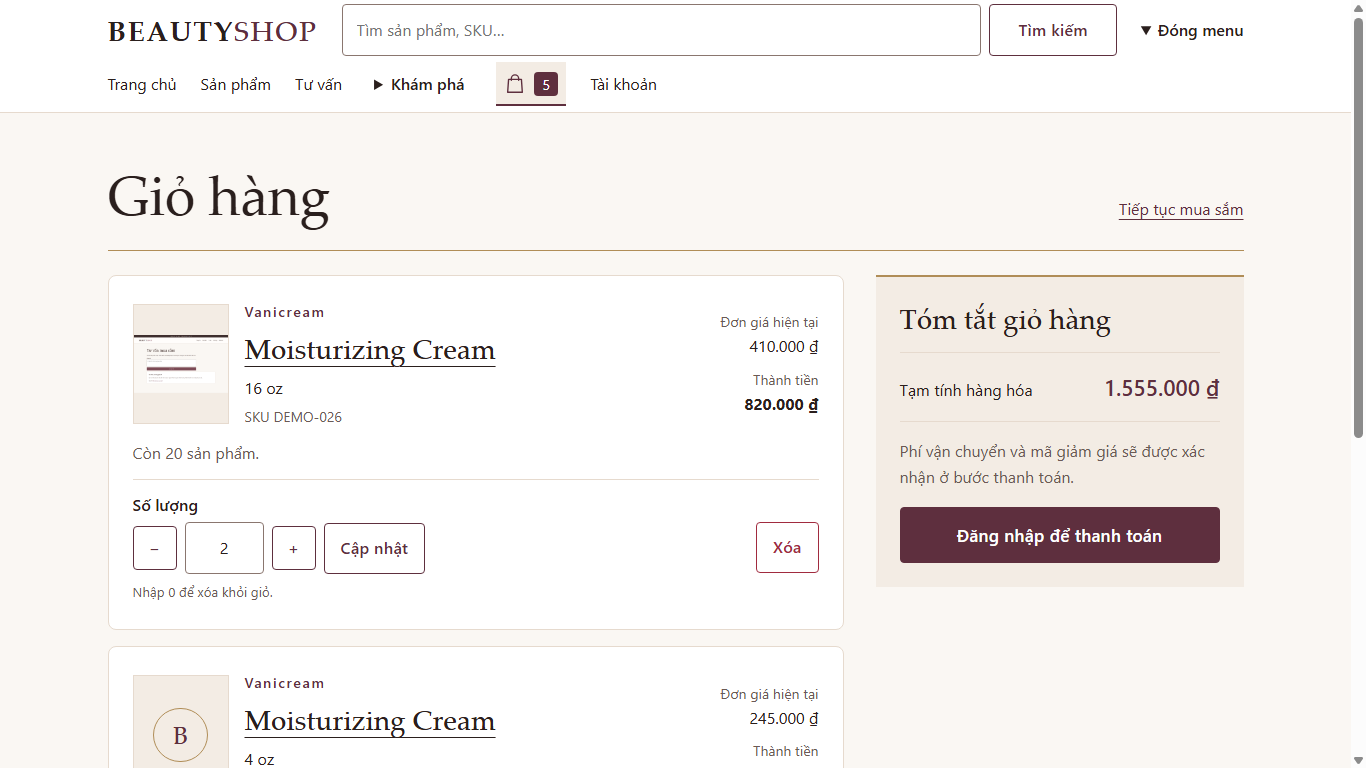 BEAUTYSHOP
Tìm sản phẩm, SKU...
Tìm kiếm
▼ Đóng menu
Trang chủ
Sản phẩm
Tư vấn
▶ Khám phá
5
Tài khoản
Giỏ hàng
Tiếp tục mua sắm
Vanicream
Moisturizing Cream
16 oz
SKU DEMO-026
Đơn giá hiện tại
410.000 ₫
Thành tiền
820.000 ₫
Còn 20 sản phẩm.
Số lượng
−
2
+
Cập nhật
Xóa
Nhập 0 để xóa khỏi giỏ.
Vanicream
B
Moisturizing Cream
4 oz
Đơn giá hiện tại
245.000 ₫
Thành tiền
Tóm tắt giỏ hàng
Tạm tính hàng hóa
1.555.000 ₫
Phí vận chuyển và mã giảm giá sẽ được xác
nhận ở bước thanh toán.
Đăng nhập để thanh toán